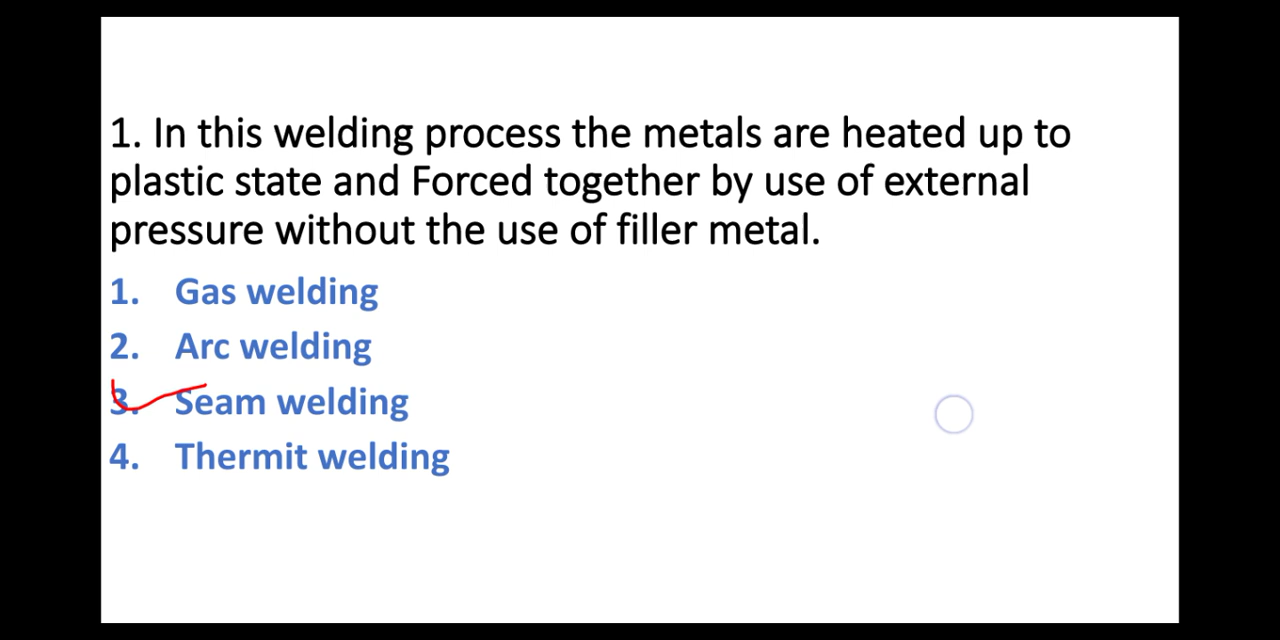 1. In this welding process the metals are heated up to
plastic state and Forced together by use of external
pressure without the use of filler metal.
1. Gas welding
2. Arc welding
3. Seam welding
4. Thermit welding